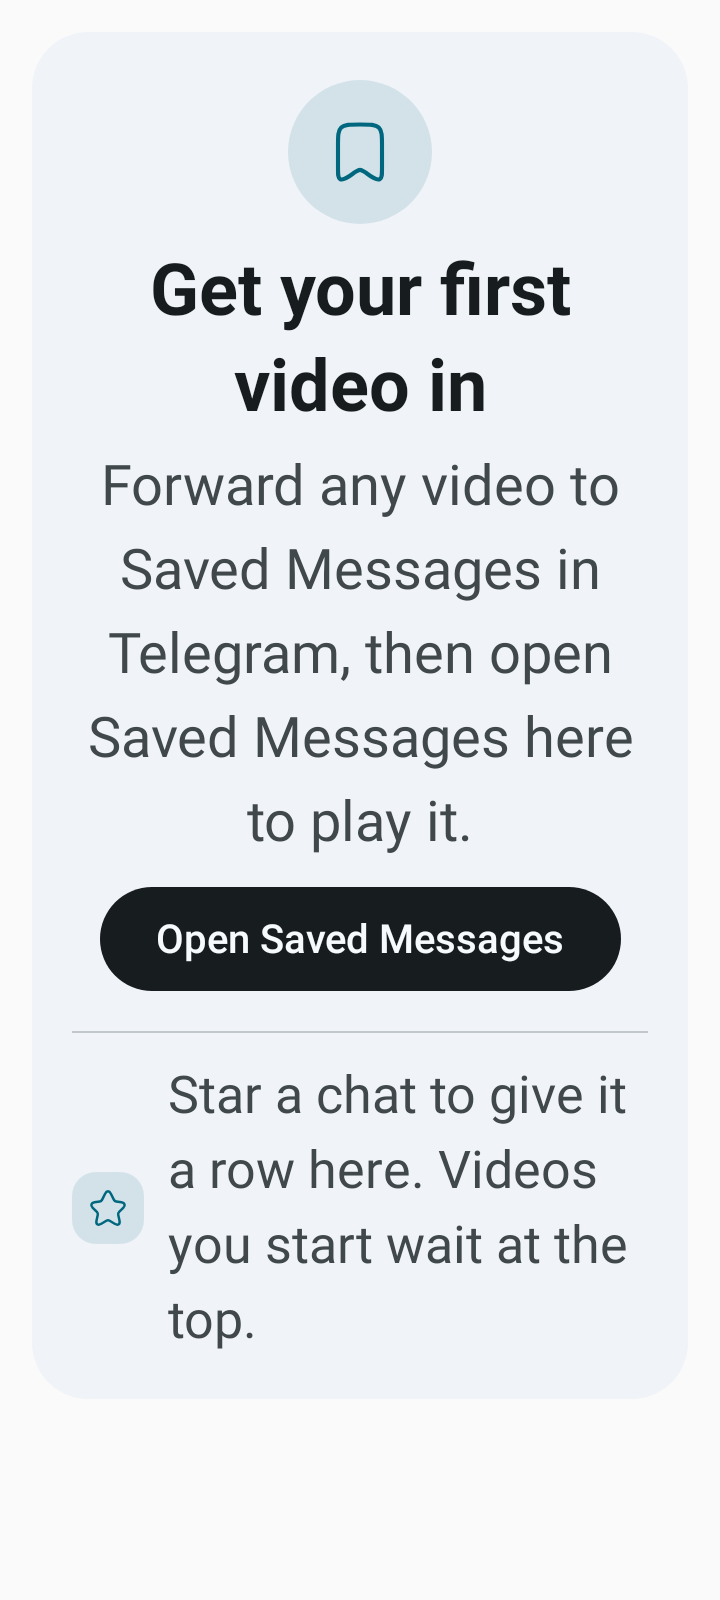 Get your first
video in
Forward any video to
Saved Messages in
Telegram, then open
Saved Messages here
to play it.
Open Saved Messages
Star a chat to give it
a row here. Videos
you start wait at the
top.